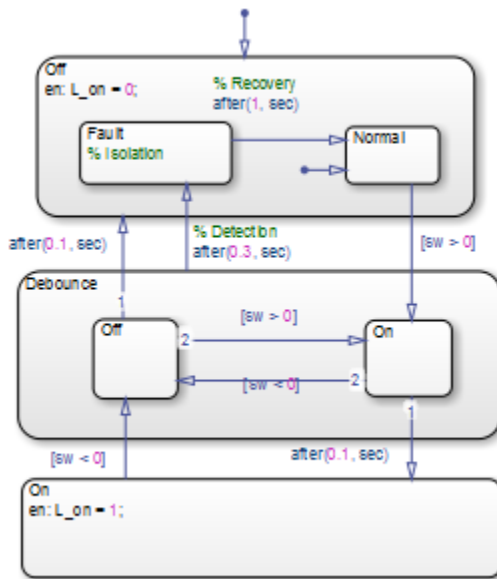 Off
en: L_on = 0;
% Recovery
after(1, sec)
Fault
% Isolation
Normal
after(0.1, sec)
% Detection
after(0.3, sec)
[sw > 0]
Debounce
1
Off
2
[sw > 0]
On
[sw < 0]
2
1
[sw < 0]
after(0.1, sec)
On
en: L_on = 1;